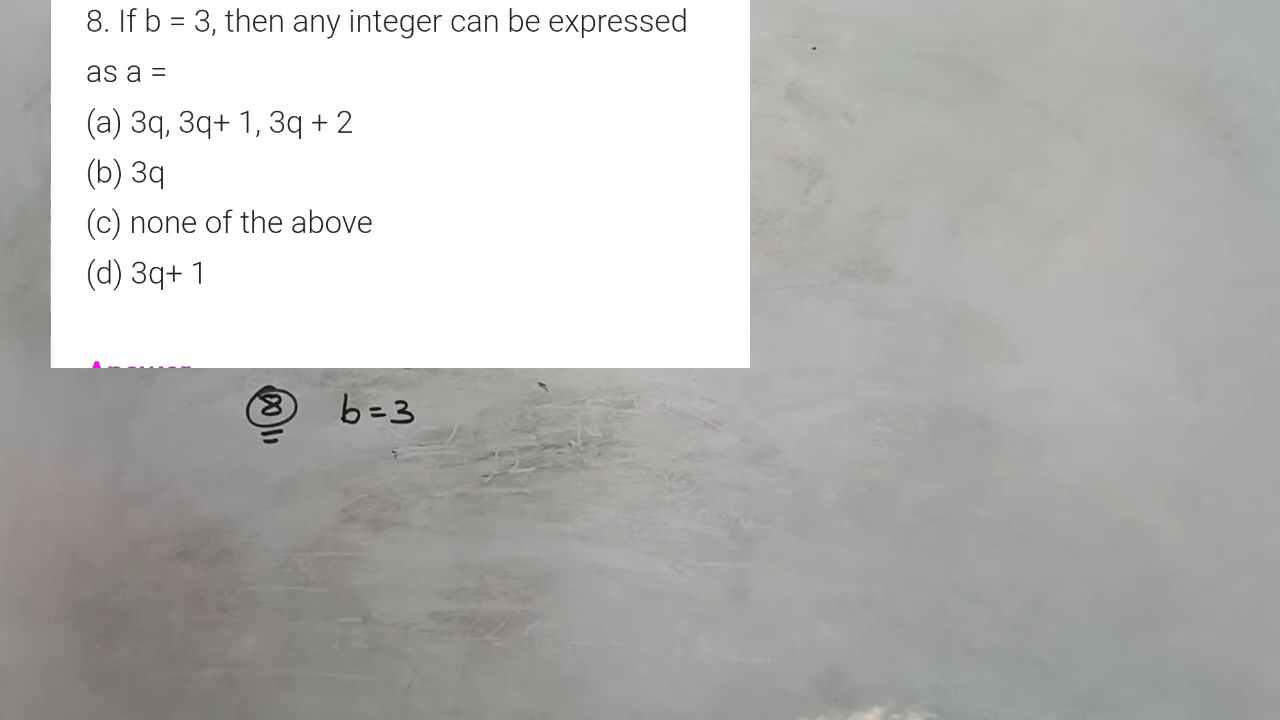 8. If b = 3, then any integer can be expressed
as a =
(a) 3q, 3q+ 1, 3q + 2
(b) 3q
(c) none of the above
(d) 3q+ 1
Answer
8 b=3